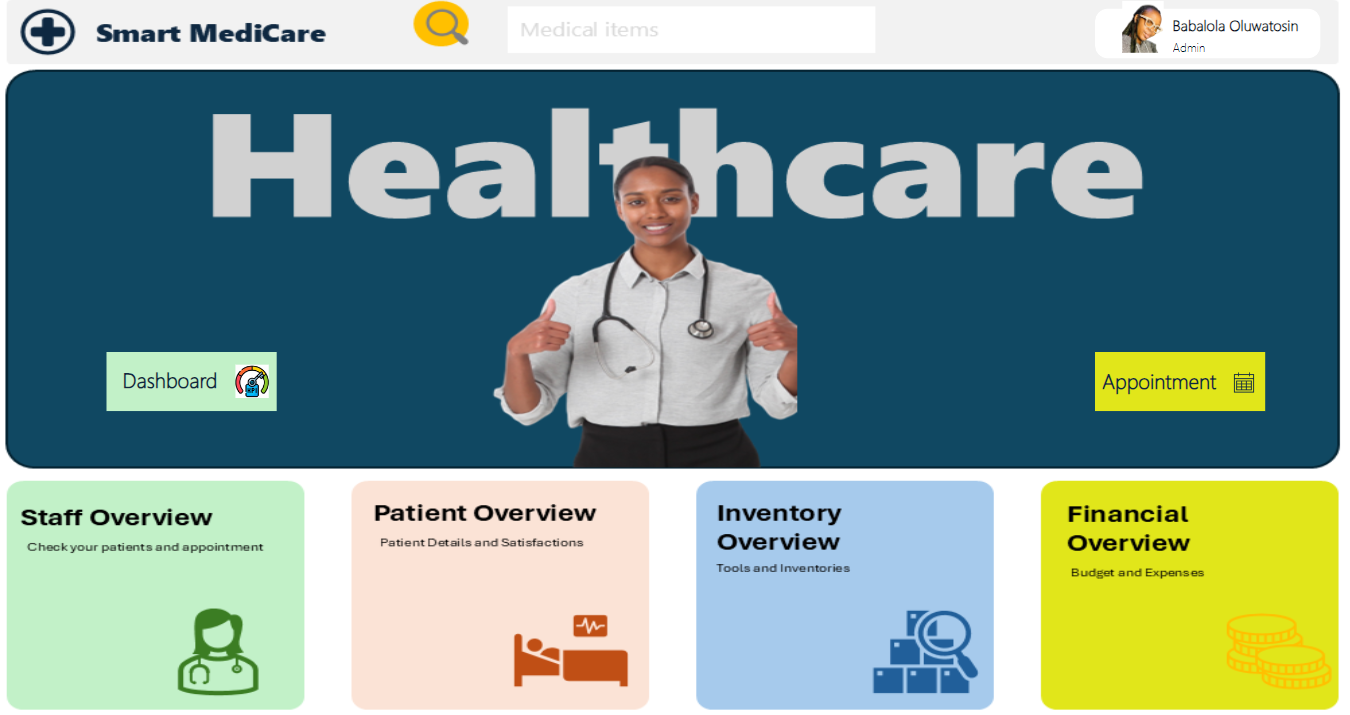 Smart MediCare
Medical items
Babalola Oluwatosin
Admin
Healthcare
Dashboard
Appointment
Staff Overview
Check your patients and appointment
Patient Overview
Patient Details and Satisfactions
Inventory
Overview
Tools and Inventories
Financial
Overview
Budget and Expenses